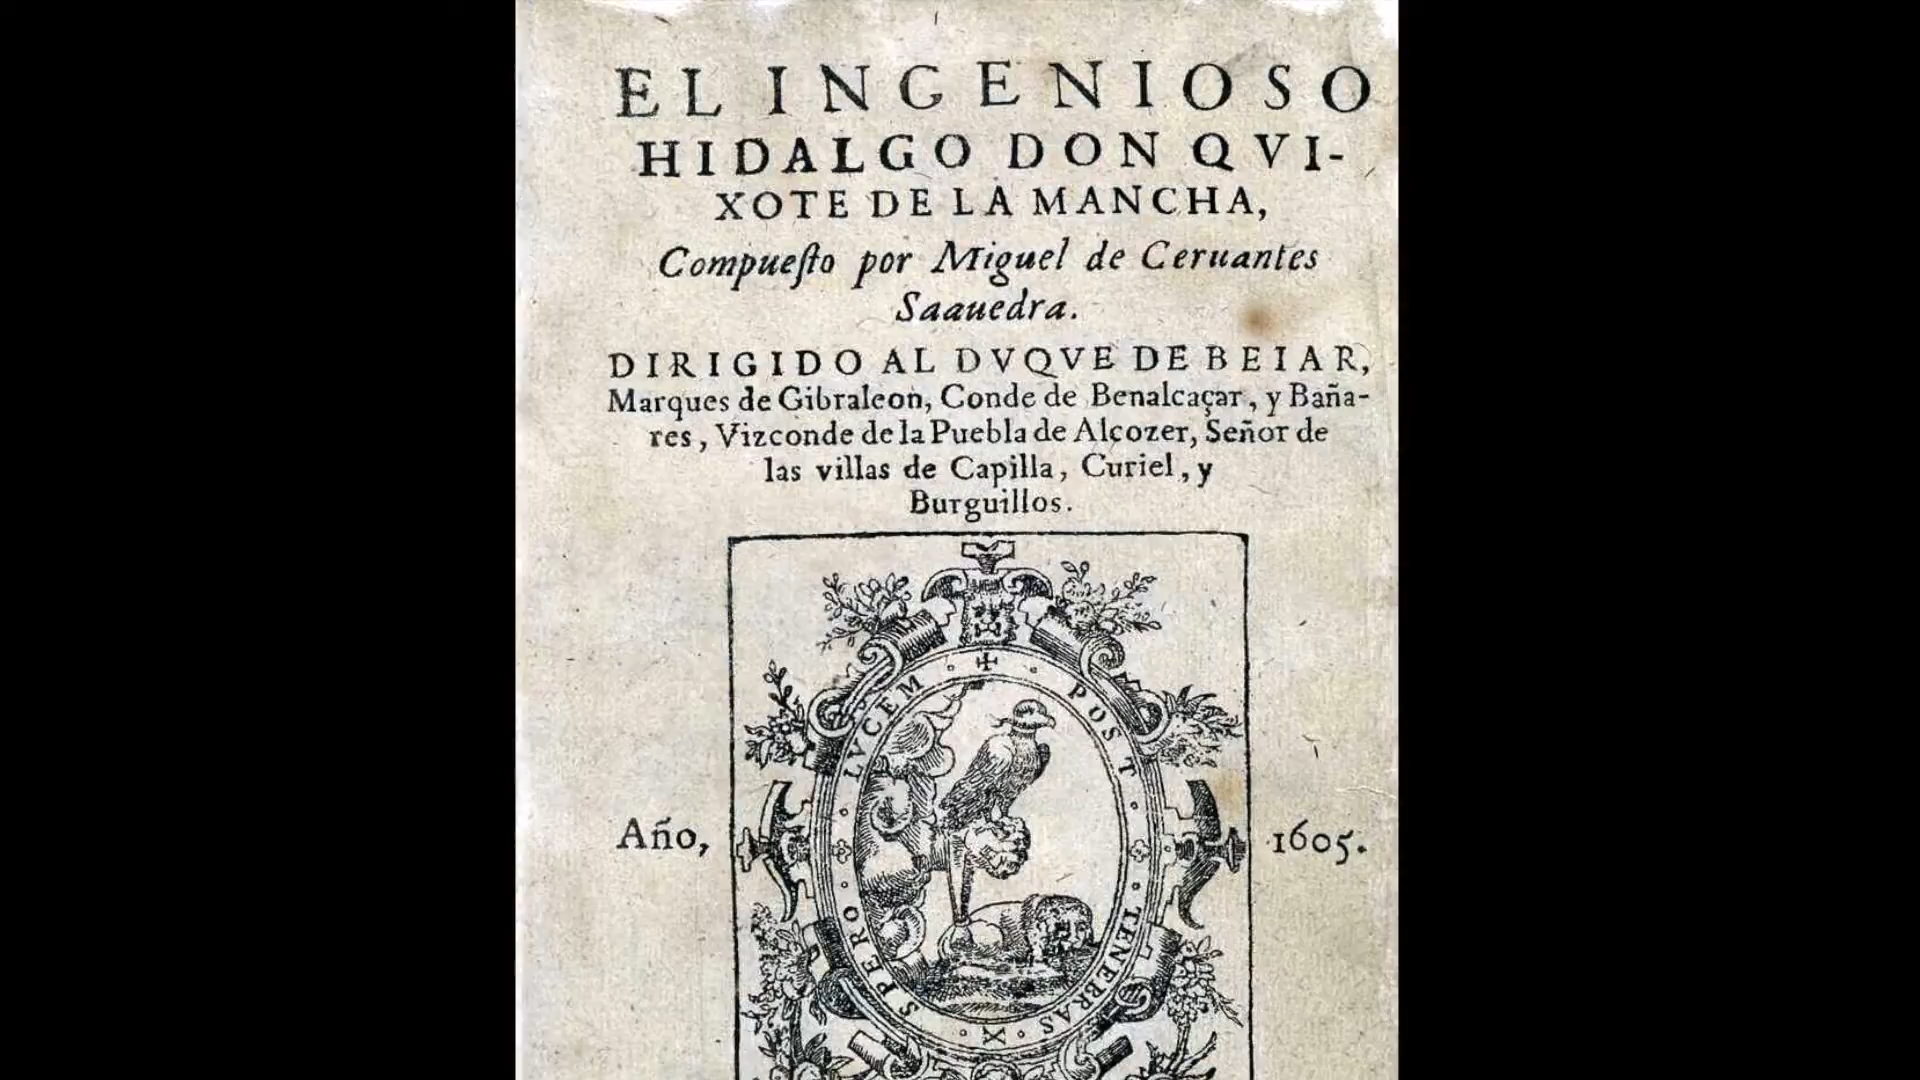 EL INGENIOSO
HIDALGO DON QVI-
XOTE DE LA MANCHA,
Compuesto por Miguel de Ceruantes
Saauedra.
DIRIGIDO AL DVQVE DE BEIAR,
Marques de Gibraleon, Conde de Benalcaçar, y Baña-
res, Vizconde de la Puebla de Alcozer, Señor de
las villas de Capilla, Curiel, y
Burguillos.
POST TENEBRAS SPERO LVCEM
Año, 1605.